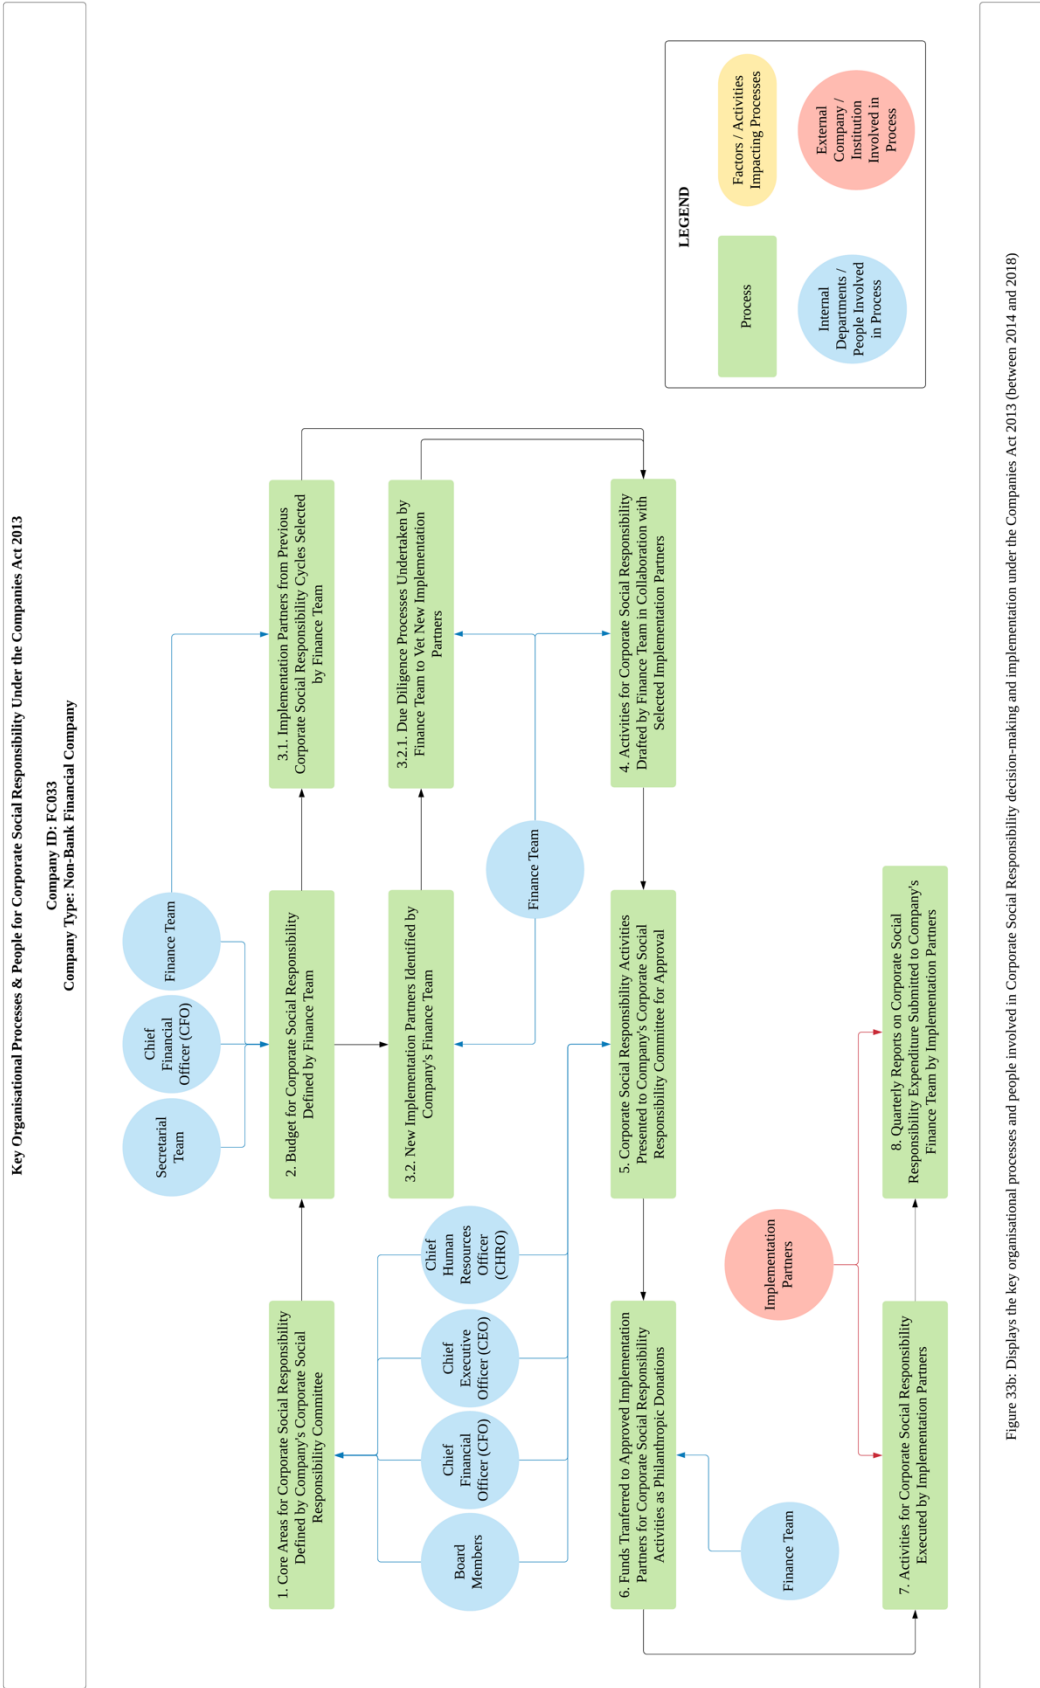 Key Organisational Processes & People for Corporate Social Responsibility Under the Companies Act 2013
Company ID: FC033
Company Type: Non-Bank Financial Company
Secretarial
Team
Chief
Financial
Officer (CFO)
Finance Team
1. Core Areas for Corporate Social Responsibility
Defined by Company's Corporate Social
Responsibility Committee
2. Budget for Corporate Social Responsibility
Defined by Finance Team
3.1. Implementation Partners from Previous
Corporate Social Responsibility Cycles Selected
by Finance Team
3.2. New Implementation Partners Identified by
Company's Finance Team
3.2.1. Due Diligence Processes Undertaken by
Finance Team to Vet New Implementation
Partners
Board
Members
Chief
Financial
Officer (CFO)
Chief
Executive
Officer (CEO)
Chief
Human
Resources
Officer
(CHRO)
Finance Team
6. Funds Tranferred to Approved Implementation
Partners for Corporate Social Responsibility
Activities as Philanthropic Donations
5. Corporate Social Responsibility Activities
Presented to Company's Corporate Social
Responsibility Committee for Approval
4. Activities for Corporate Social Responsibility
Drafted by Finance Team in Collaboration with
Selected Implementation Partners
Finance Team
Implementation
Partners
7. Activities for Corporate Social Responsibility
Executed by Implementation Partners
8. Quarterly Reports on Corporate Social
Responsibility Expenditure Submitted to Company's
Finance Team by Implementation Partners
LEGEND
Process
Factors / Activities
Impacting Processes
Internal
Departments /
People Involved
in Process
External
Company /
Institution
Involved in
Process
Figure 33b: Displays the key organisational processes and people involved in Corporate Social Responsibility decision-making and implementation under the Companies Act 2013 (between 2014 and 2018)